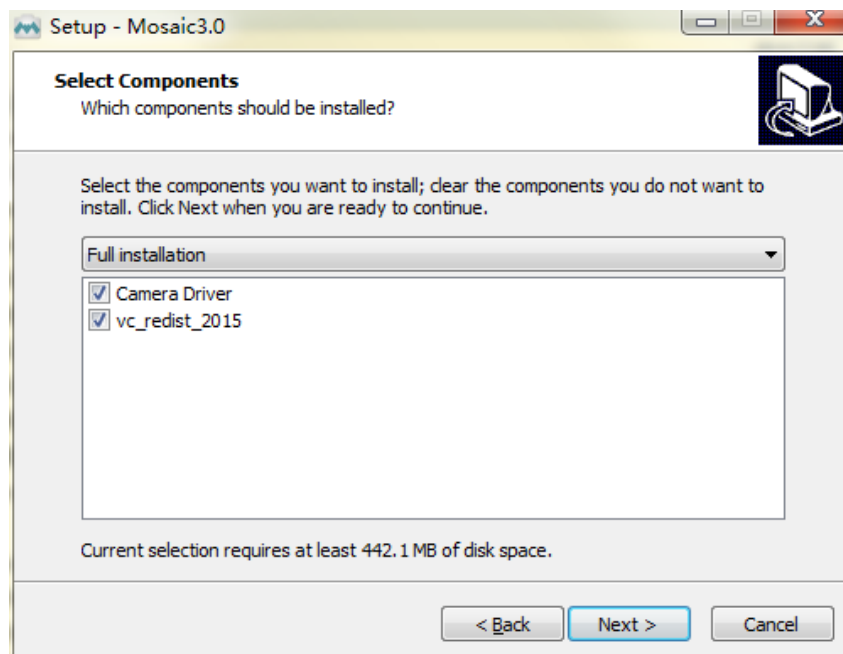 Setup - Mosaic3.0
Select Components
Which components should be installed?
Select the components you want to install; clear the components you do not want to
install. Click Next when you are ready to continue.
Full installation
Camera Driver
vc_redist_2015
Current selection requires at least 442.1 MB of disk space.
< Back
Next >
Cancel